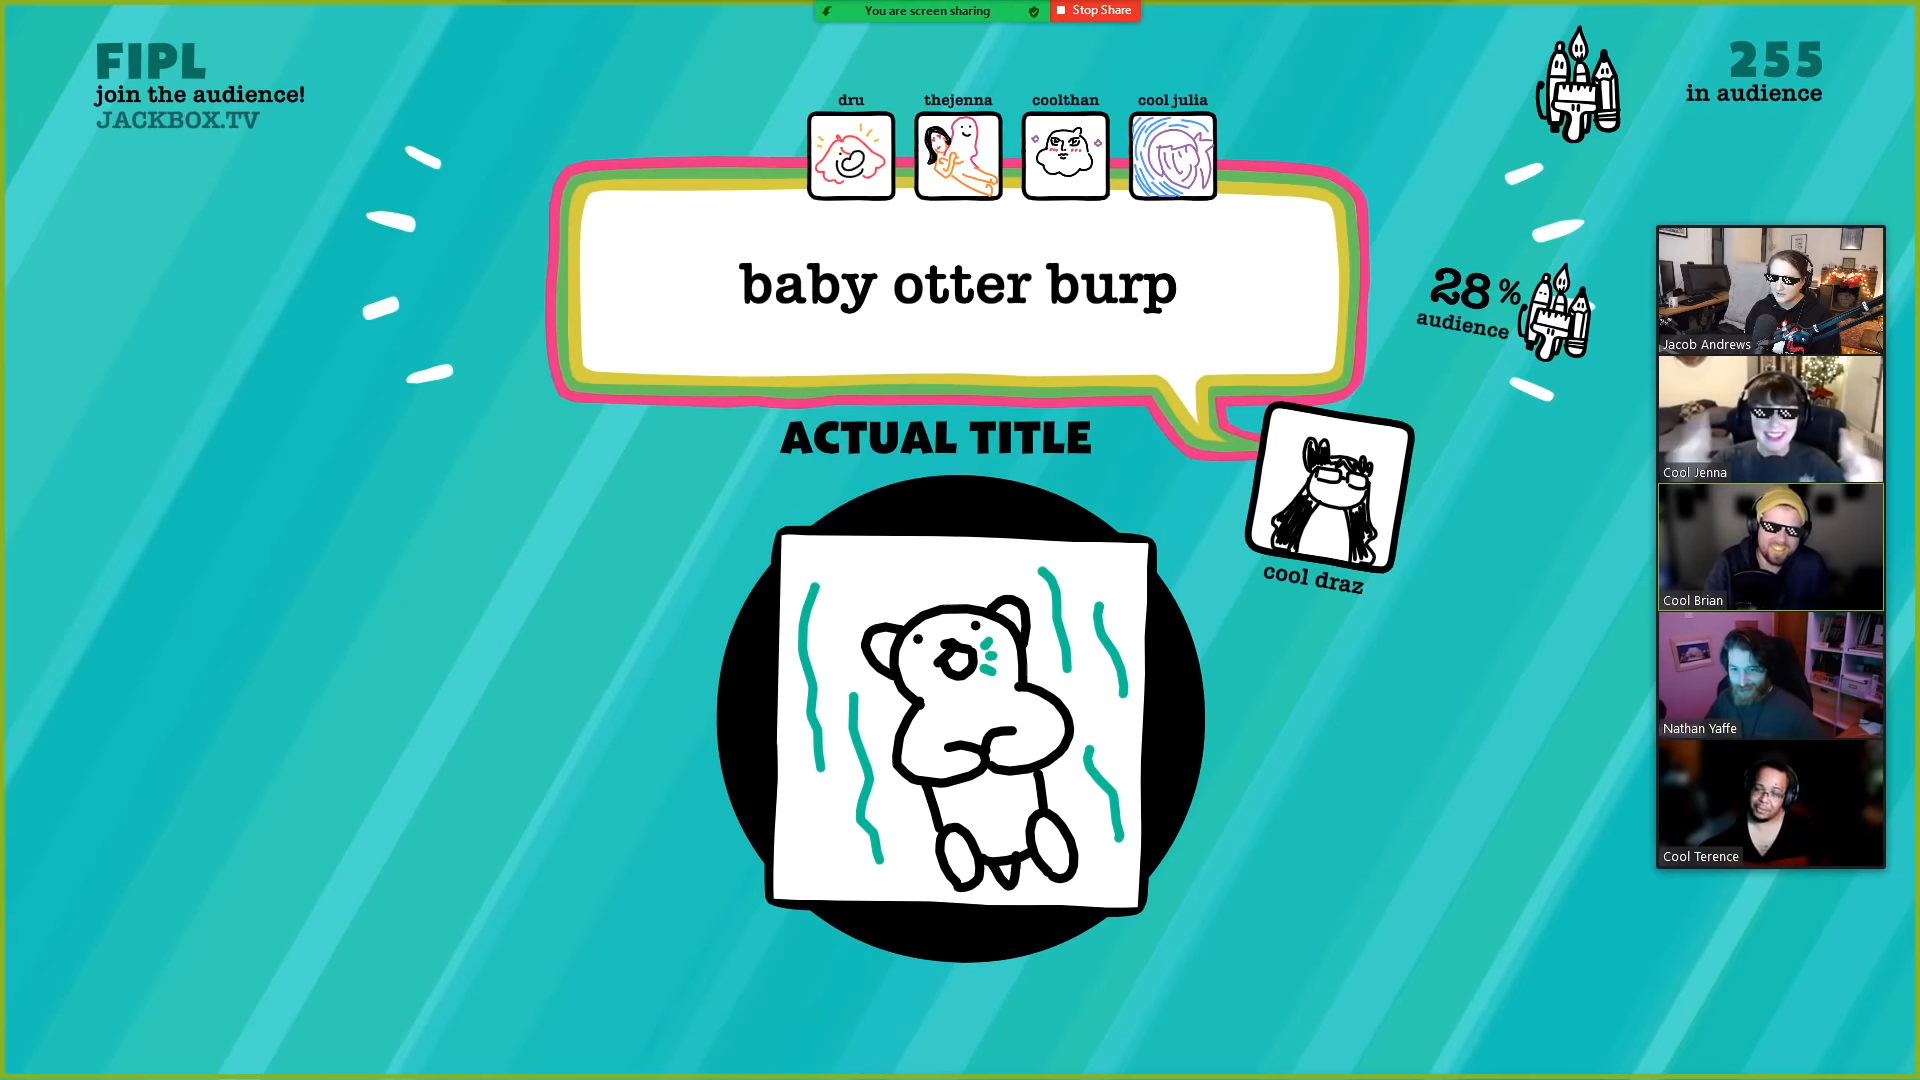 You are screen sharing
Stop Share
FIPL
join the audience!
JACKBOX.TV
255
in audience
dru
thejenna
coolthan
cool julia
baby otter burp
28%
audience
ACTUAL TITLE
cool draz
Jacob Andrews
Cool Jenna
Cool Brian
Nathan Yaffe
Cool Terence